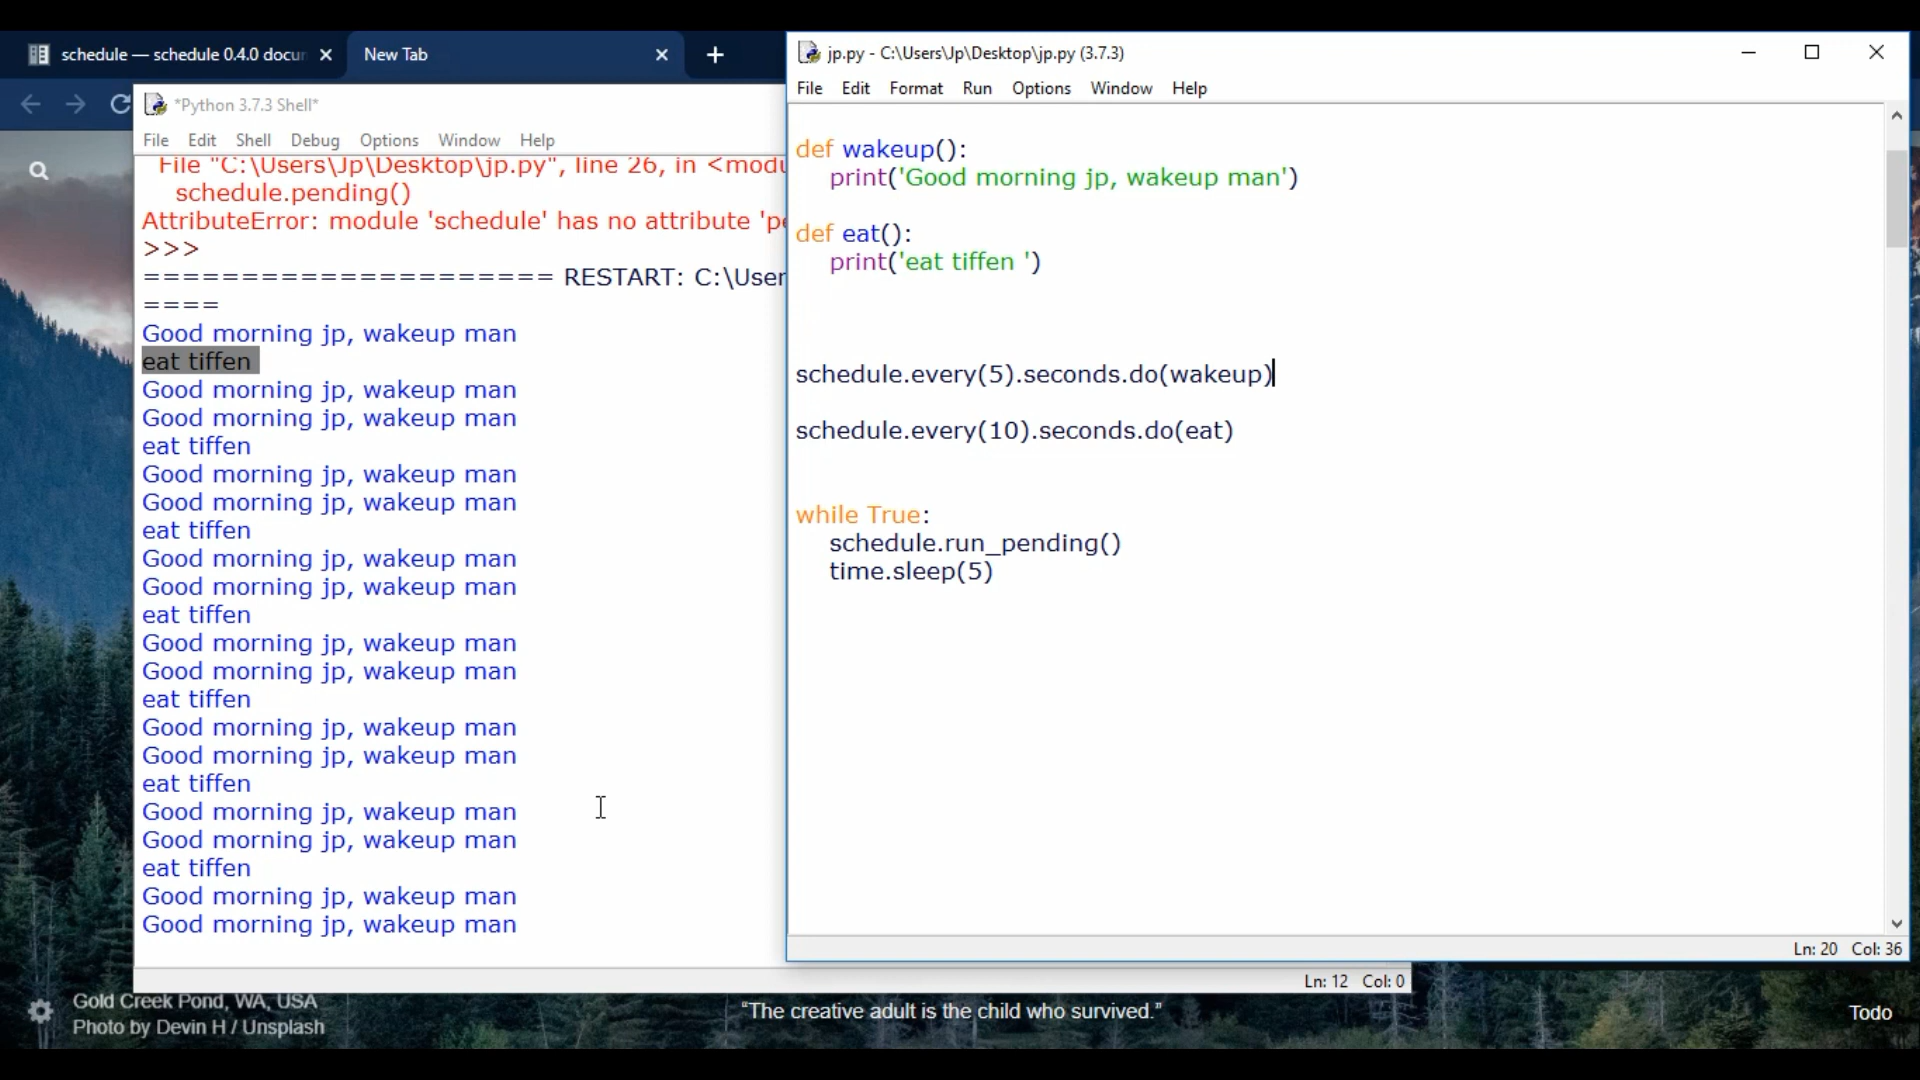 schedule — schedule 0.4.0 docu
New Tab
*Python 3.7.3 Shell*
File Edit Shell Debug Options Window Help
File "C:\Users\Jp\Desktop\jp.py", line 26, in <modu
schedule.pending()
AttributeError: module 'schedule' has no attribute 'pe
>>>
===================== RESTART: C:\User
====
Good morning jp, wakeup man
eat tiffen
Good morning jp, wakeup man
Good morning jp, wakeup man
eat tiffen
Good morning jp, wakeup man
Good morning jp, wakeup man
eat tiffen
Good morning jp, wakeup man
Good morning jp, wakeup man
eat tiffen
Good morning jp, wakeup man
Good morning jp, wakeup man
eat tiffen
Good morning jp, wakeup man
Good morning jp, wakeup man
eat tiffen
Good morning jp, wakeup man
Good morning jp, wakeup man
eat tiffen
Good morning jp, wakeup man
Good morning jp, wakeup man
Ln: 12 Col: 0
jp.py - C:\Users\Jp\Desktop\jp.py (3.7.3)
File Edit Format Run Options Window Help
def wakeup():
print('Good morning jp, wakeup man')
def eat():
print('eat tiffen ')
schedule.every(5).seconds.do(wakeup)
schedule.every(10).seconds.do(eat)
while True:
schedule.run_pending()
time.sleep(5)
Ln: 20 Col: 36
Gold Creek Pond, WA, USA
Photo by Devin H / Unsplash
“The creative adult is the child who survived.”
Todo